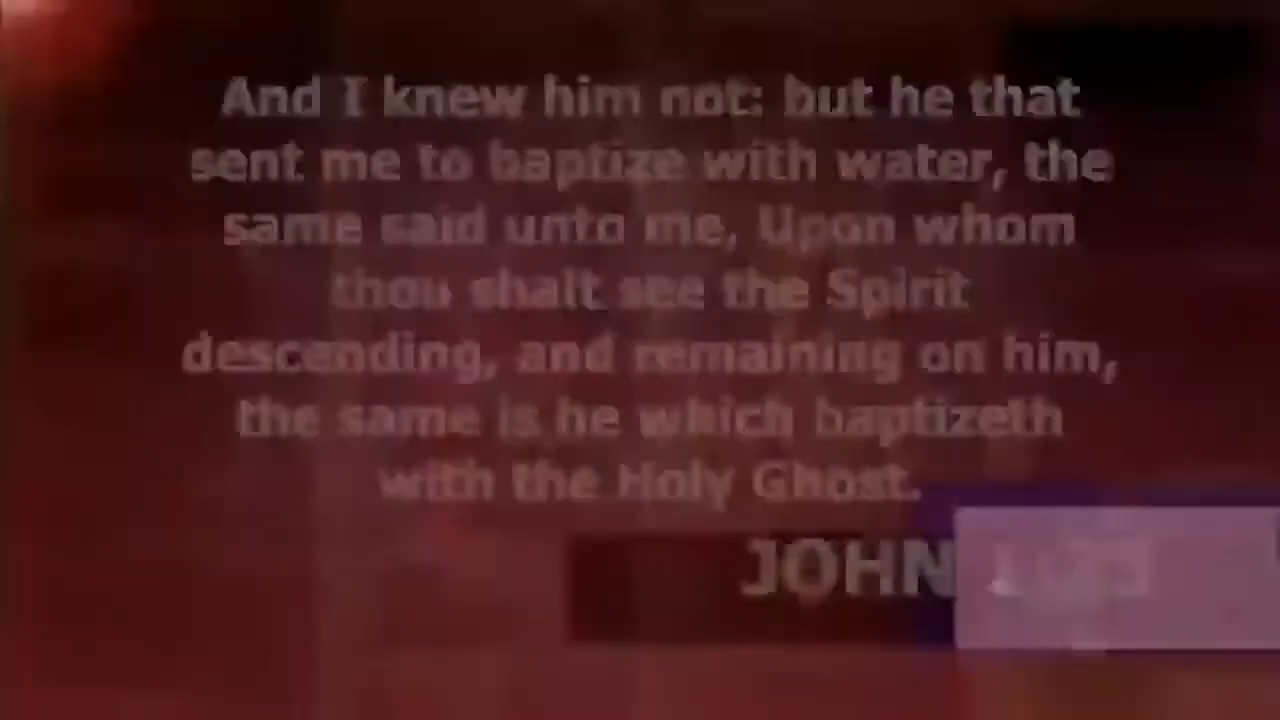 And I knew him not: but he that
sent me to baptize with water, the
same said unto me, Upon whom
thou shalt see the Spirit
descending, and remaining on him,
the same is he which baptizeth
with the Holy Ghost.
JOHN